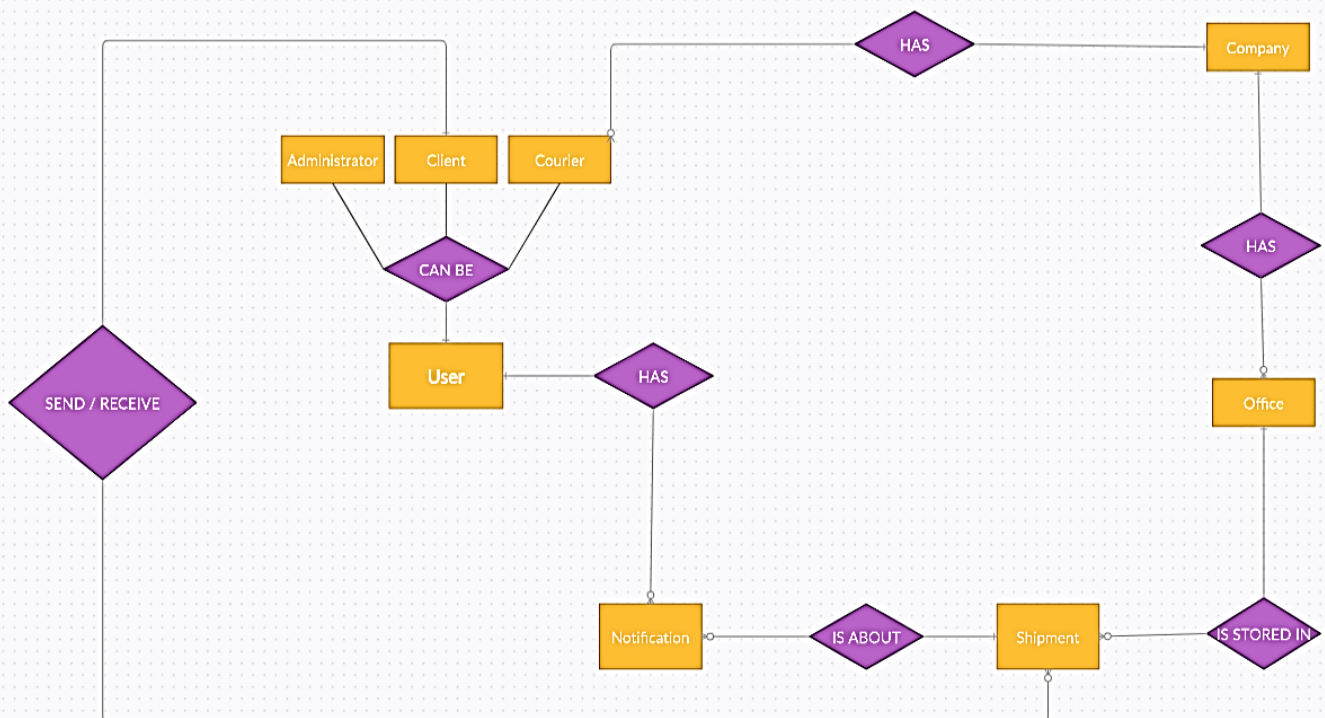 HAS
Company
Administrator
Client
Courier
HAS
CAN BE
User
HAS
SEND / RECEIVE
Office
Notification
IS ABOUT
Shipment
IS STORED IN